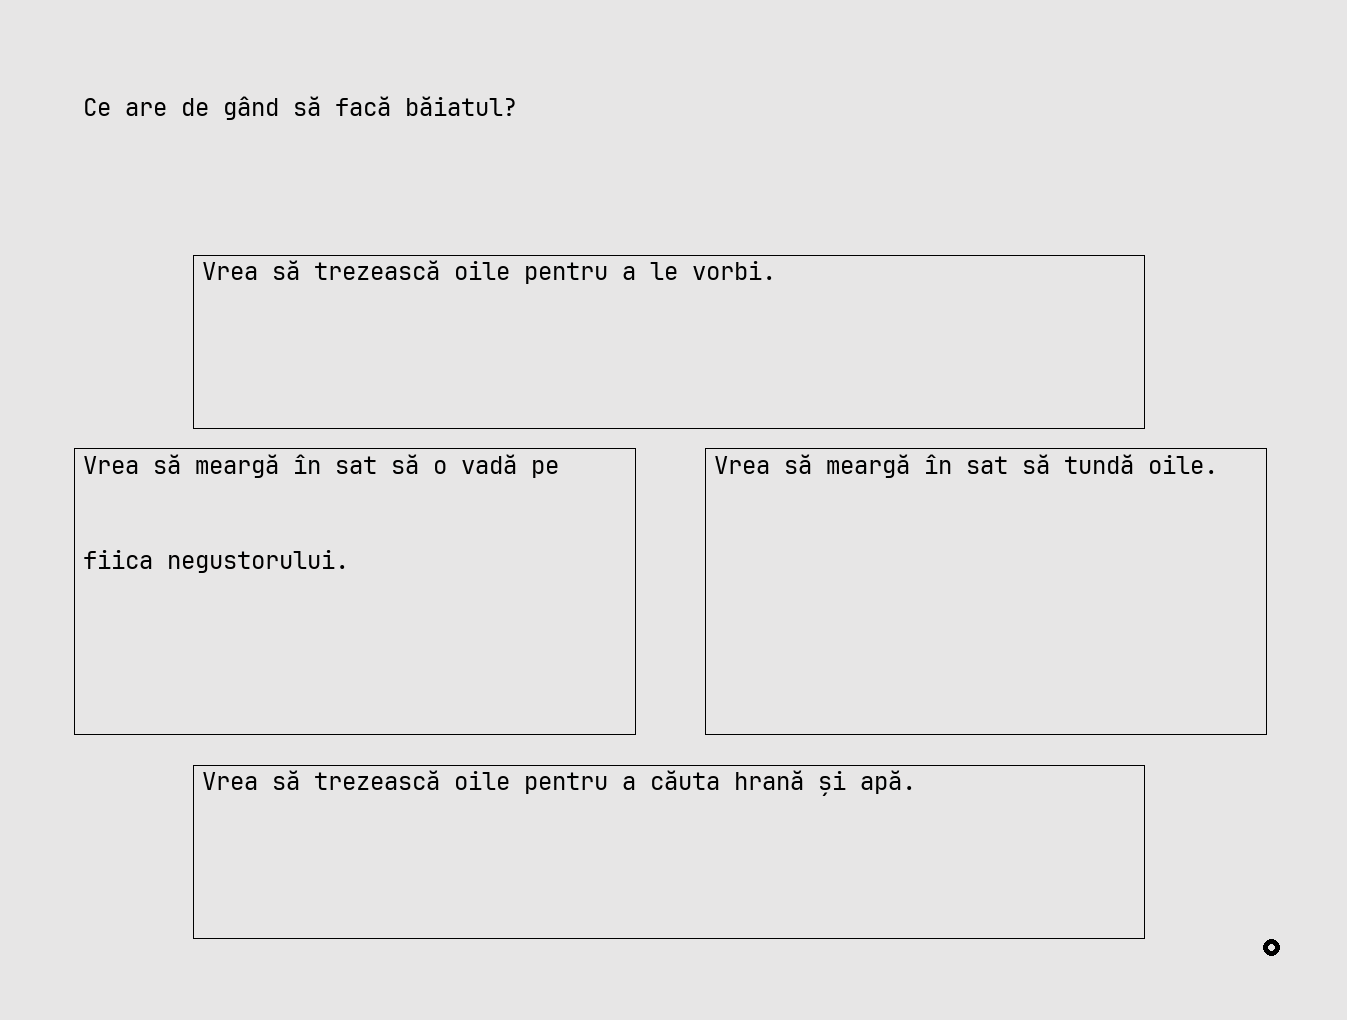 Ce are de gând să facă băiatul?
Vrea să trezească oile pentru a le vorbi.
Vrea să meargă în sat să o vadă pe
fiica negustorului.
Vrea să meargă în sat să tundă oile.
Vrea să trezească oile pentru a căuta hrană și apă.